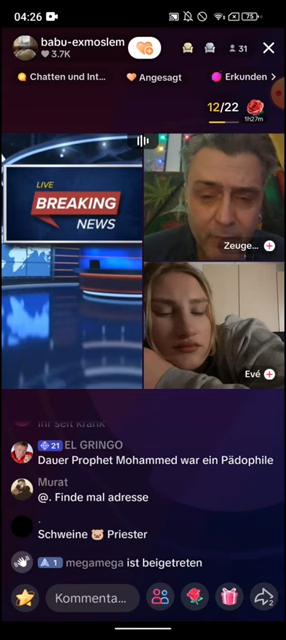 04:26
75
babu-exmoslem
3.7K
31
Chatten und Int...
Angesagt
Erkunden
12/22
1h27m
LIVE
BREAKING
NEWS
Zeuge...
Evé
ihr seit krank
21 EL GRINGO
Dauer Prophet Mohammed war ein Pädophile
Murat
@. Finde mal adresse
.
Schweine 🐷 Priester
1 megamega ist beigetreten
Kommenta...
2